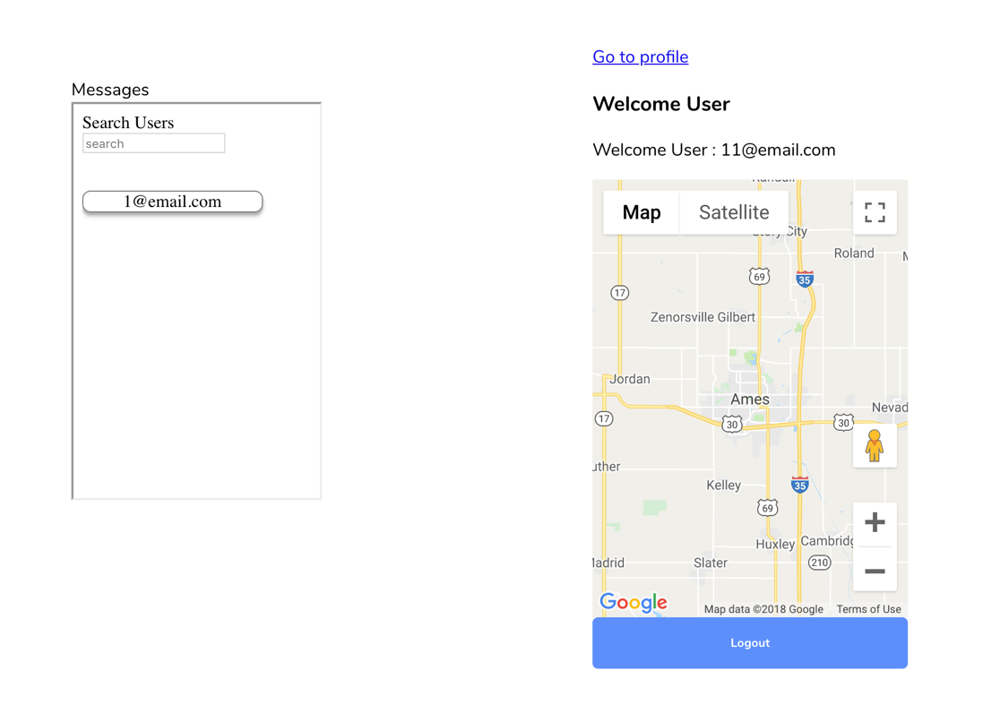 Messages
Search Users
search
1@email.com
Go to profile
Welcome User
Welcome User : 11@email.com
Map
Satellite
Story City
Roland
69
35
17
Zenorsville
Gilbert
Jordan
Ames
Nevad
17
30
30
uther
Kelley
35
69
Huxley
Cambridg
Madrid
Slater
210
Google
Map data ©2018 Google
Terms of Use
Logout